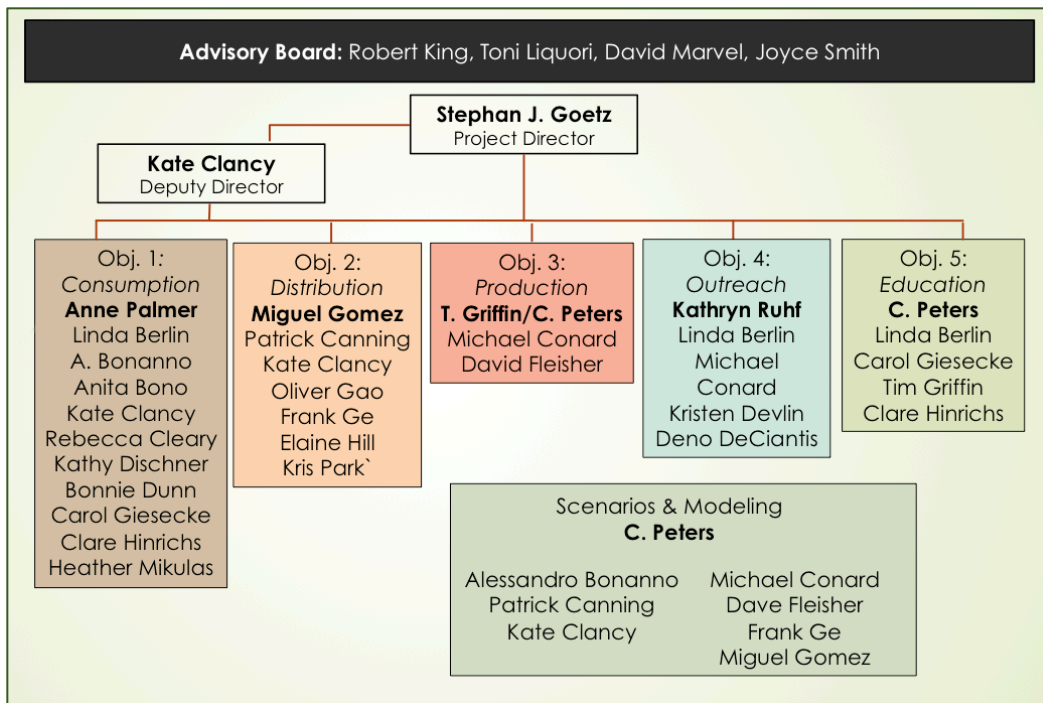 Advisory Board: Robert King, Toni Liquori, David Marvel, Joyce Smith
Stephan J. Goetz
Project Director
Kate Clancy
Deputy Director
Obj. 1:
Consumption
Anne Palmer
Linda Berlin
A. Bonanno
Anita Bono
Kate Clancy
Rebecca Cleary
Kathy Dischner
Bonnie Dunn
Carol Giesecke
Clare Hinrichs
Heather Mikulas
Obj. 2:
Distribution
Miguel Gomez
Patrick Canning
Kate Clancy
Oliver Gao
Frank Ge
Elaine Hill
Kris Park`
Obj. 3:
Production
T. Griffin/C. Peters
Michael Conard
David Fleisher
Obj. 4:
Outreach
Kathryn Ruhf
Linda Berlin
Michael
Conard
Kristen Devlin
Deno DeCiantis
Obj. 5:
Education
C. Peters
Linda Berlin
Carol Giesecke
Tim Griffin
Clare Hinrichs
Scenarios & Modeling
C. Peters
Alessandro Bonanno
Patrick Canning
Kate Clancy
Michael Conard
Dave Fleisher
Frank Ge
Miguel Gomez